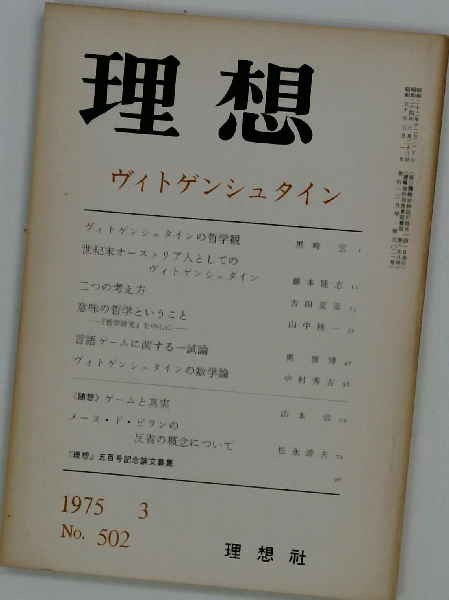 理想
ヴィトゲンシュタイン
ヴィトゲンシュタインの哲学観 黒崎 宏 1
世紀末オーストリア人としての
ヴィトゲンシュタイン 藤本隆志 12
二つの考え方 吉田夏彦
意味の哲学ということ 山中桂一
──『哲学研究』を中心に──
言語ゲームに関する一試論 奥 雅博 47
ヴィトゲンシュタインの数学論 中村秀吉 58
《随想》ゲームと真実 山本 信
メーヌ・ド・ビランの
反省の概念について 松永澄夫
『理想』五百号記念論文募集
1975 3
No. 502
理想社